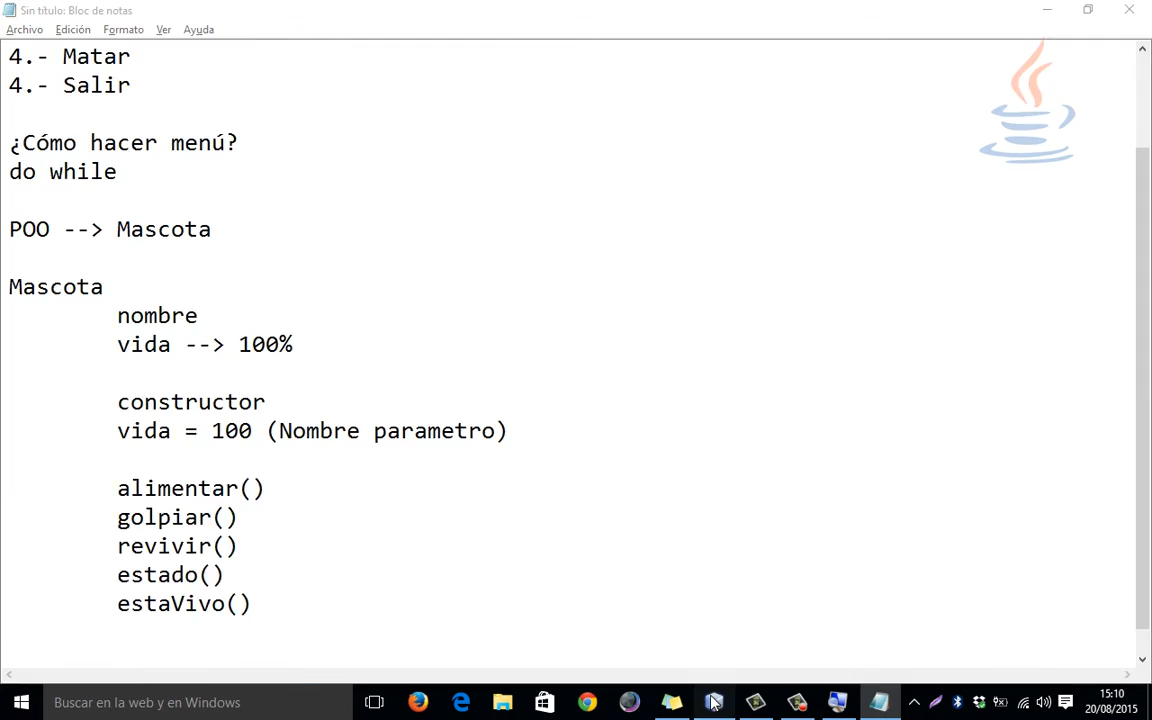 Sin título: Bloc de notas
Archivo Edición Formato Ver Ayuda
4.- Matar
4.- Salir
¿Cómo hacer menú?
do while
POO --> Mascota
Mascota
nombre
vida --> 100%
constructor
vida = 100 (Nombre parametro)
alimentar()
golpiar()
revivir()
estado()
estaVivo()
Buscar en la web y en Windows
15:10
20/08/2015